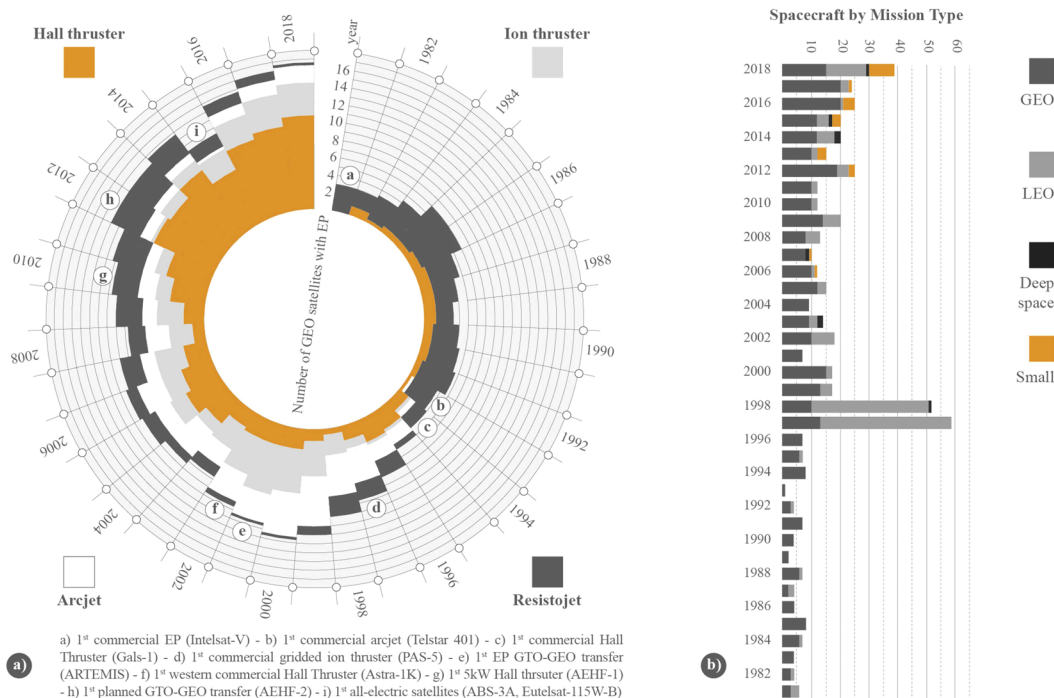 Hall thruster
Ion thruster
year
1982
1984
1986
1988
1990
1992
1994
1996
1998
2000
2002
2004
2006
2008
2010
2012
2014
2016
2018
16
14
12
10
8
6
4
2
Number of GEO satellites with EP
a
b
c
d
e
f
g
h
i
Arcjet
Resistojet
a) 1st commercial EP (Intelsat-V) - b) 1st commercial arcjet (Telstar 401) - c) 1st commercial Hall
Thruster (Gals-1) - d) 1st commercial gridded ion thruster (PAS-5) - e) 1st EP GTO-GEO transfer
(ARTEMIS) - f) 1st western commercial Hall Thruster (Astra-1K) - g) 1st 5kW Hall thrsuter (AEHF-1)
- h) 1st planned GTO-GEO transfer (AEHF-2) - i) 1st all-electric satellites (ABS-3A, Eutelsat-115W-B)
a)
Spacecraft by Mission Type
10
20
30
40
50
60
2018
2016
2014
2012
2010
2008
2006
2004
2002
2000
1998
1996
1994
1992
1990
1988
1986
1984
1982
GEO
LEO
Deep
space
Small
b)